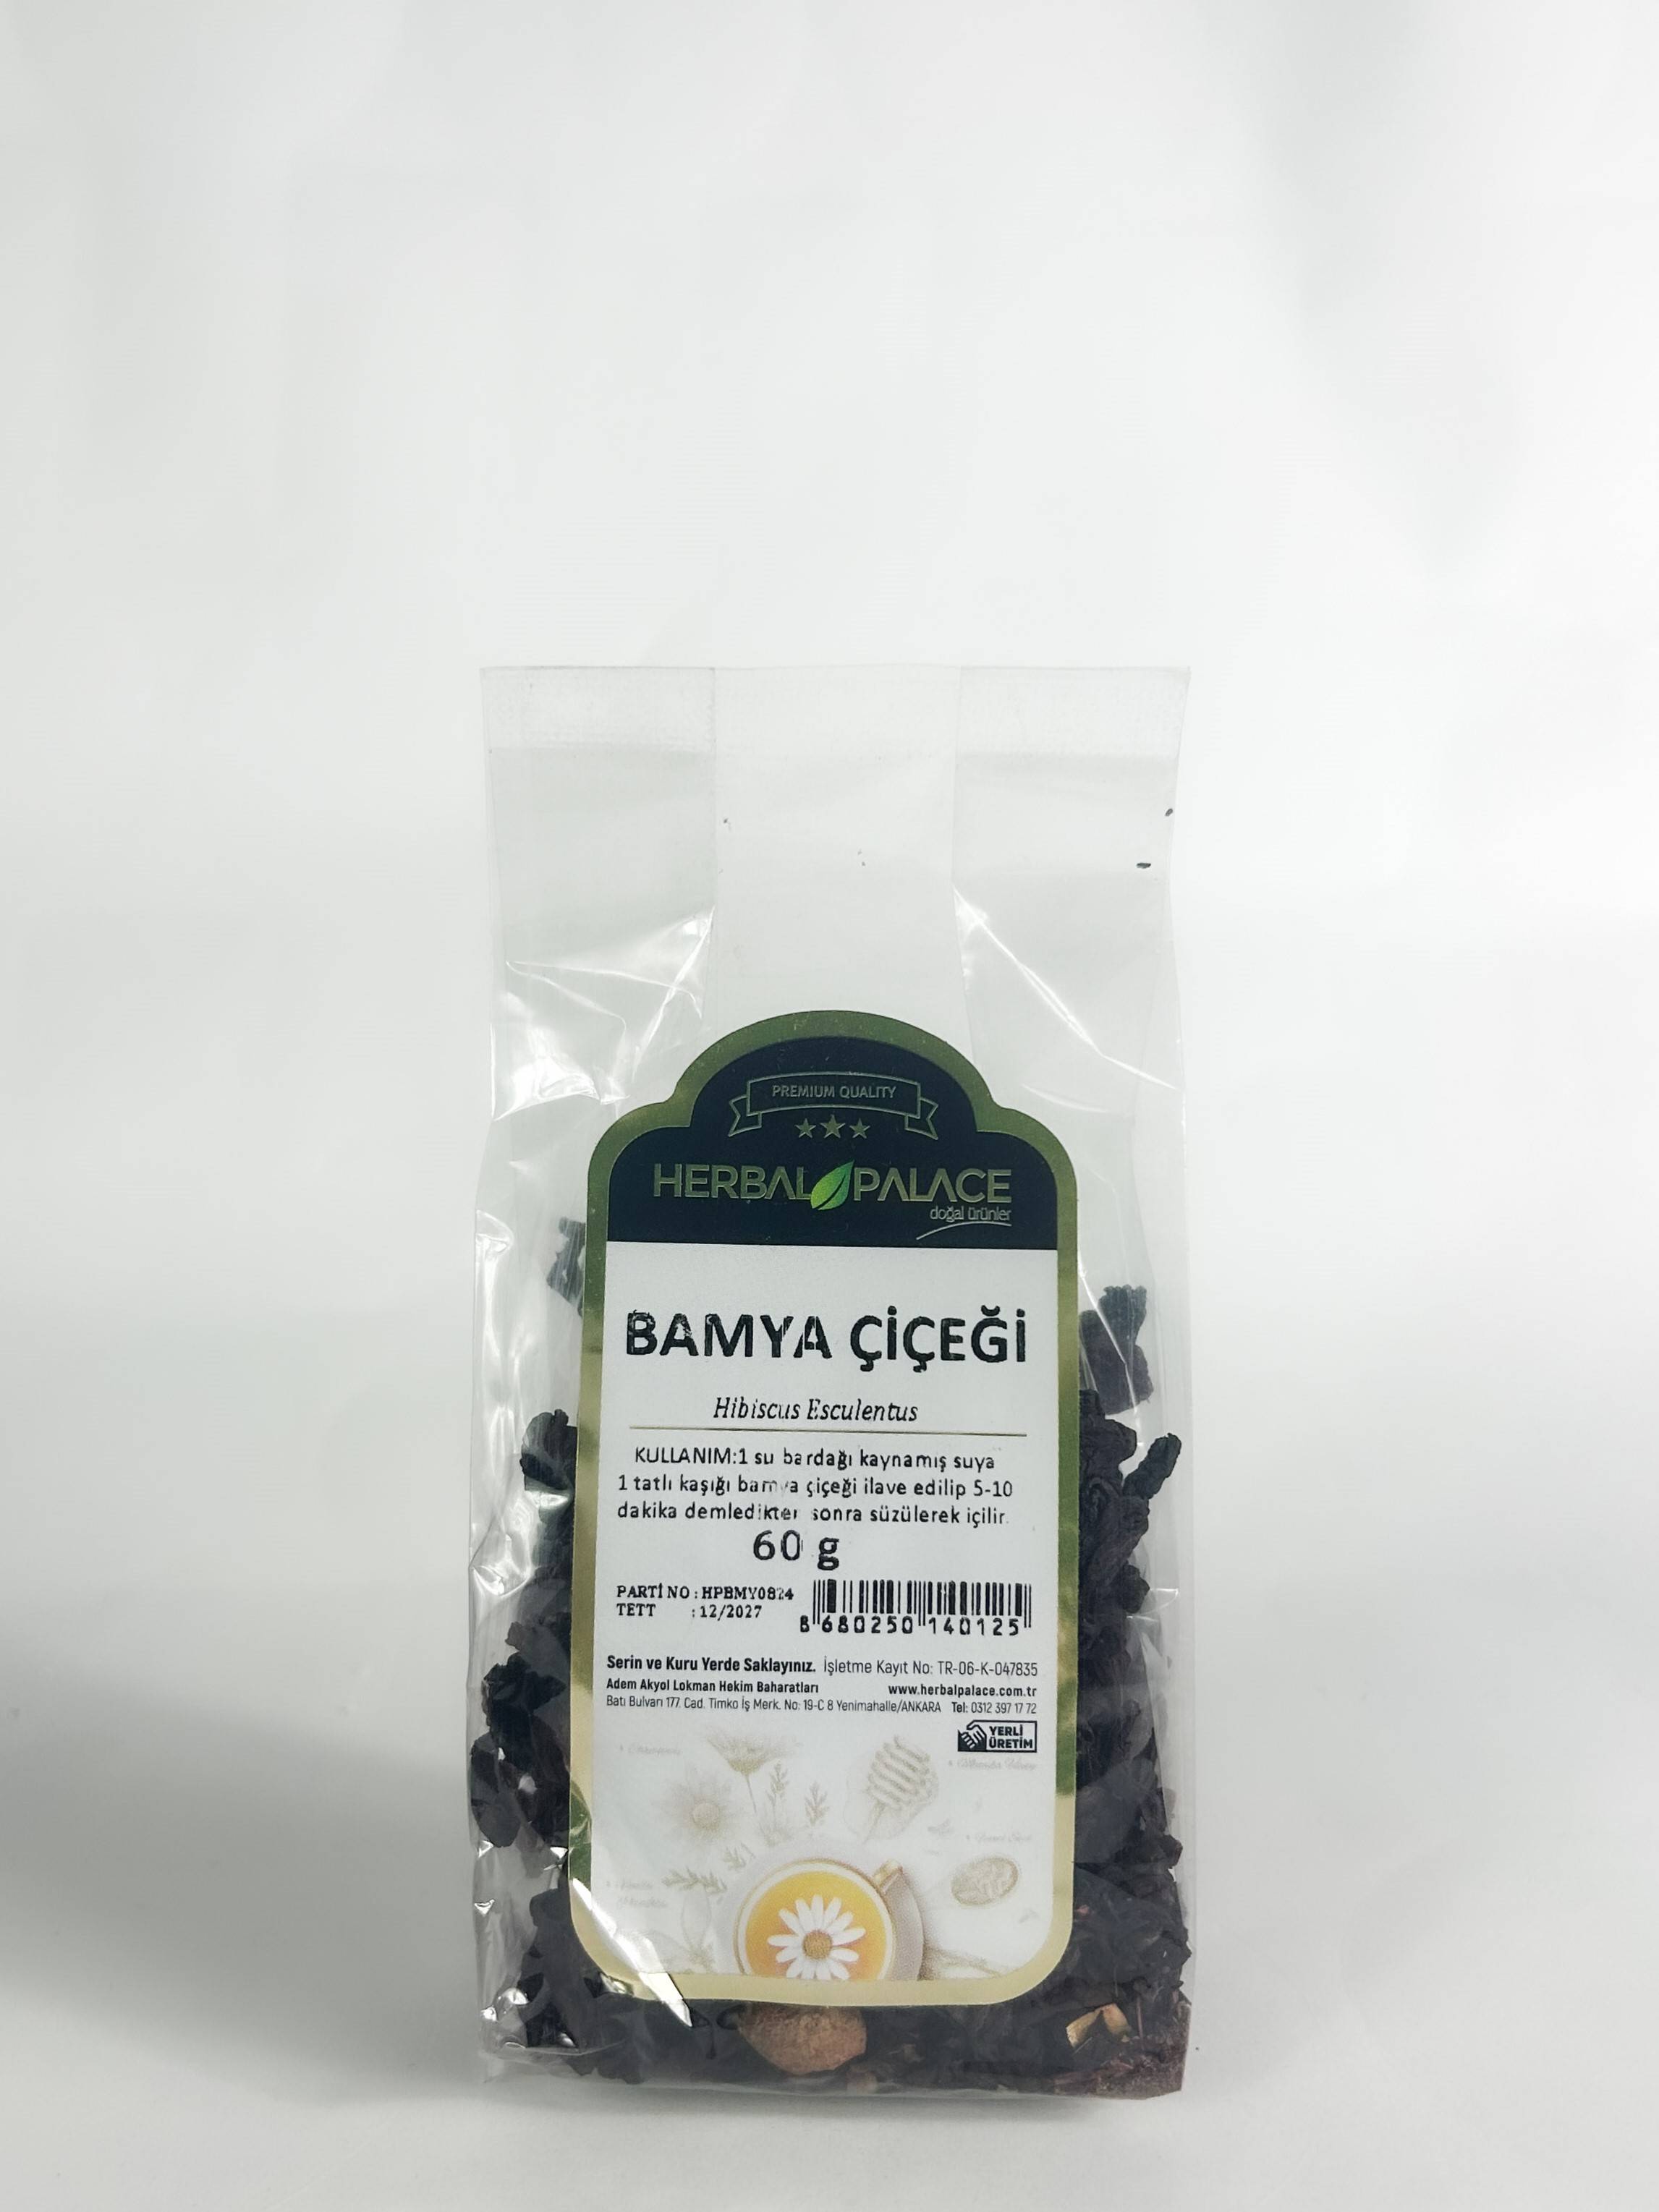 PREMIUM QUALITY
HERBAL PALACE
doğal ürünler
BAMYA ÇİÇEĞİ
Hibiscus Esculentus
KULLANIM:1 su bardağı kaynamış suya
1 tatlı kaşığı bamya çiçeği ilave edilip 5-10
dakika demledikten sonra süzülerek içilir.
60 g
PARTİ NO : HPBMY0824
TETT : 12/2027
8 680250 140125
Serin ve Kuru Yerde Saklayınız. İşletme Kayıt No: TR-06-K-047835
Adem Akyol Lokman Hekim Baharatları www.herbalpalace.com.tr
Batı Bulvarı 177. Cad. Timko İş Merk. No: 19-C 8 Yenimahalle/ANKARA Tel: 0312 397 17 72
YERLİ
ÜRETİM